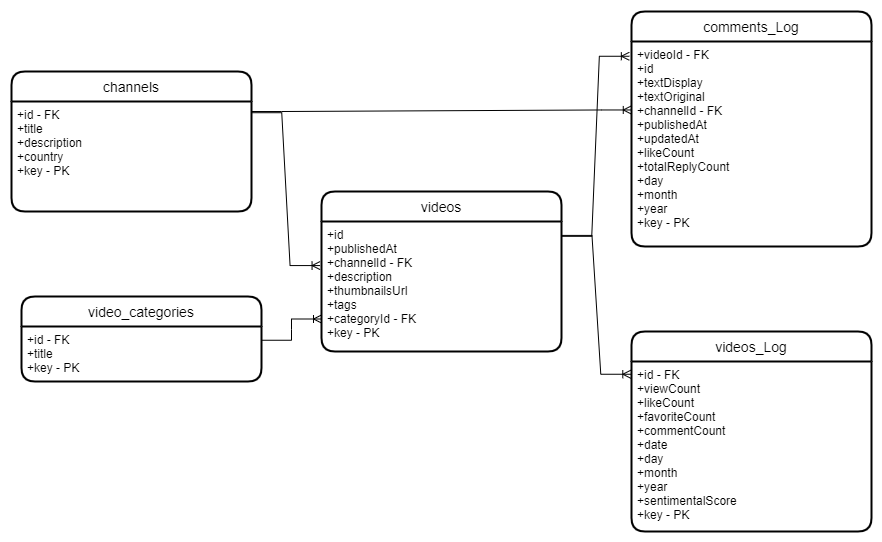 channels
+id - FK
+title
+description
+country
+key - PK
video_categories
+id - FK
+title
+key - PK
videos
+id
+publishedAt
+channelId - FK
+description
+thumbnailsUrl
+tags
+categoryId - FK
+key - PK
comments_Log
+videoId - FK
+id
+textDisplay
+textOriginal
+channelId - FK
+publishedAt
+updatedAt
+likeCount
+totalReplyCount
+day
+month
+year
+key - PK
videos_Log
+id - FK
+viewCount
+likeCount
+favoriteCount
+commentCount
+date
+day
+month
+year
+sentimentalScore
+key - PK